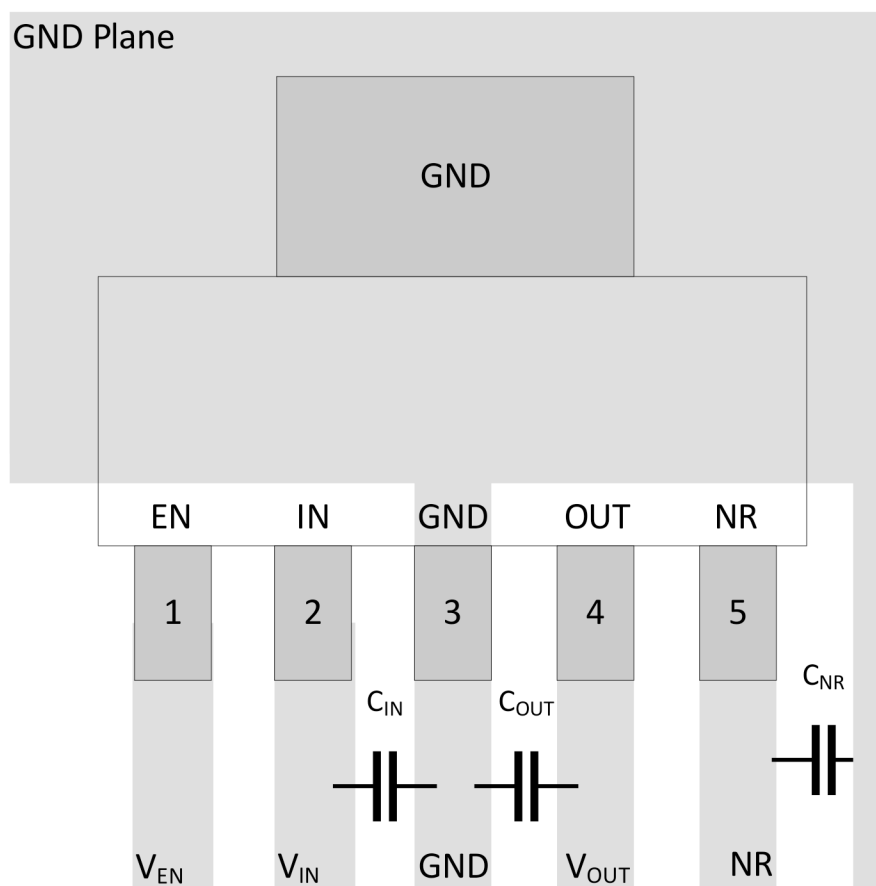 GND Plane
GND
EN IN GND OUT NR
1 2 3 4 5
C_IN C_OUT C_NR
V_EN V_IN GND V_OUT NR